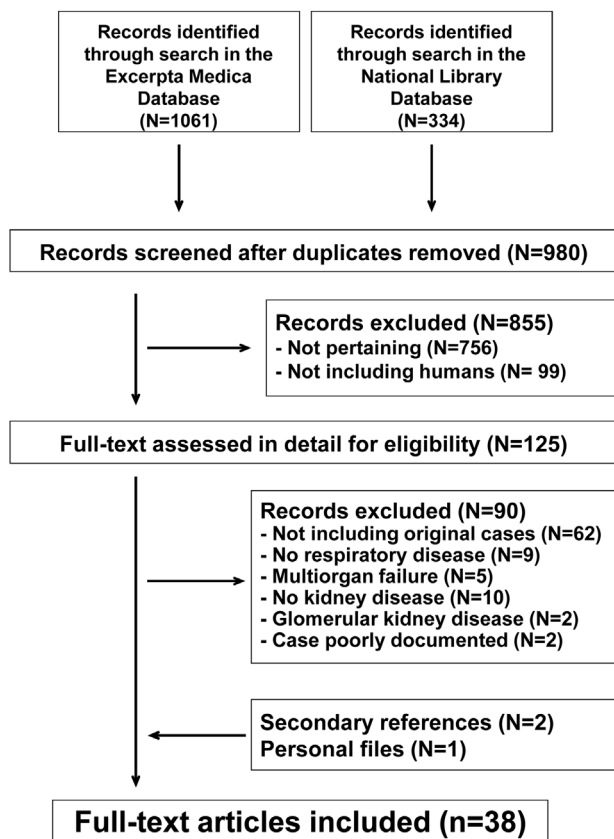 Records identified
through search in the
Excerpta Medica
Database
(N=1061)
Records identified
through search in the
National Library
Database
(N=334)
Records screened after duplicates removed (N=980)
Records excluded (N=855)
- Not pertaining (N=756)
- Not including humans (N= 99)
Full-text assessed in detail for eligibility (N=125)
Records excluded (N=90)
- Not including original cases (N=62)
- No respiratory disease (N=9)
- Multiorgan failure (N=5)
- No kidney disease (N=10)
- Glomerular kidney disease (N=2)
- Case poorly documented (N=2)
Secondary references (N=2)
Personal files (N=1)
Full-text articles included (n=38)